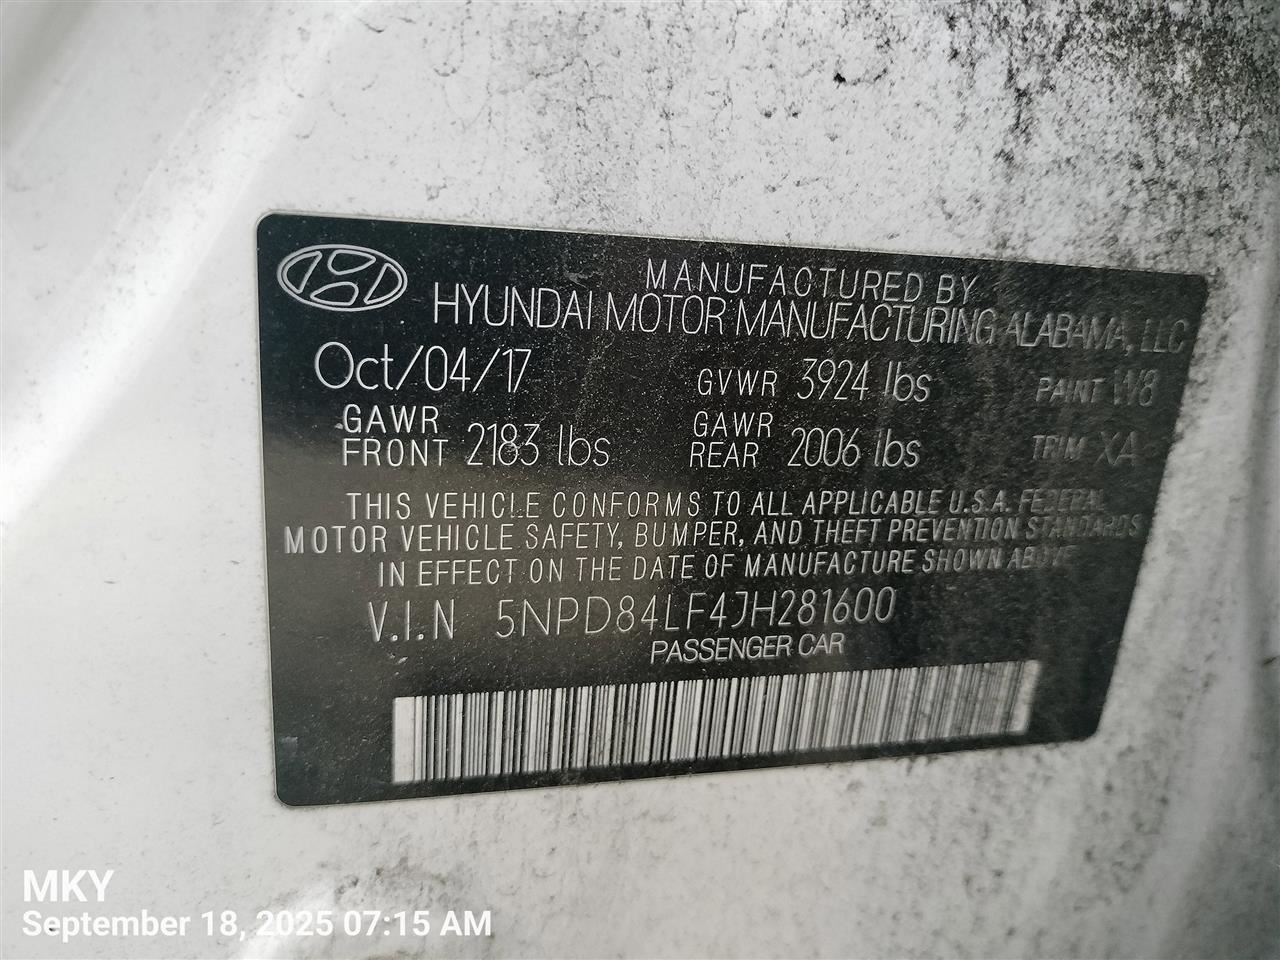 MANUFACTURED BY
HYUNDAI MOTOR MANUFACTURING ALABAMA, LLC
Oct/04/17 GVWR 3924 lbs PAINT W8
GAWR FRONT 2183 lbs GAWR REAR 2006 lbs TRIM XA
THIS VEHICLE CONFORMS TO ALL APPLICABLE U.S.A. FEDERAL
MOTOR VEHICLE SAFETY, BUMPER, AND THEFT PREVENTION STANDARDS
IN EFFECT ON THE DATE OF MANUFACTURE SHOWN ABOVE
V.I.N 5NPD84LF4JH281600
PASSENGER CAR
MKY
September 18, 2025 07:15 AM